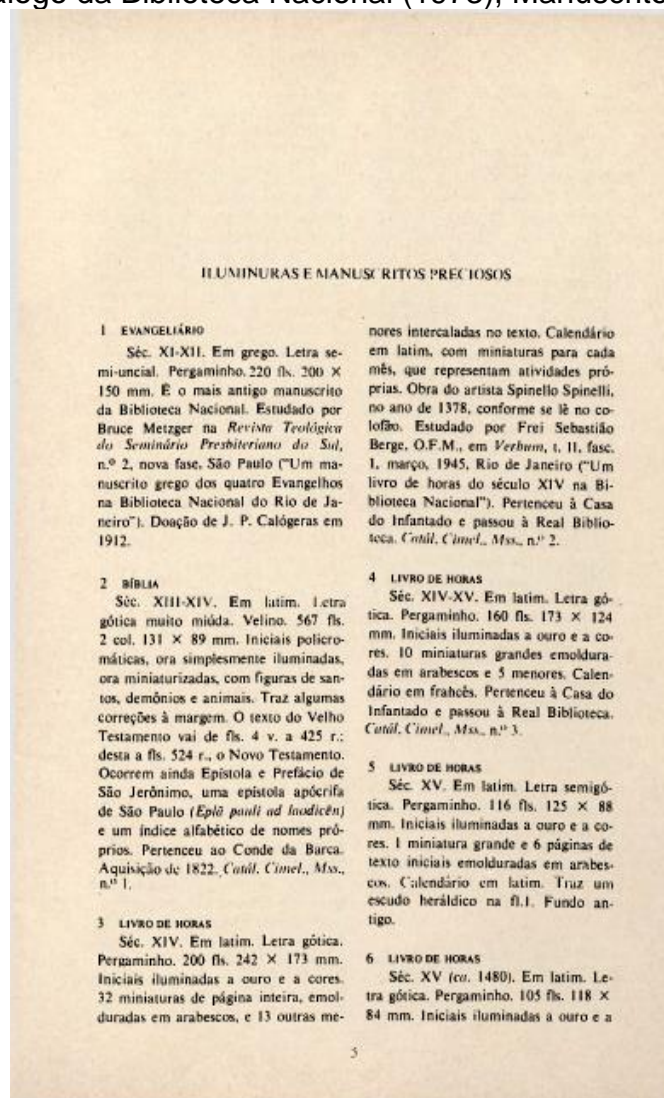 álogo da Biblioteca Nacional (1973), Manuscrito
ILUMINURAS E MANUSCRITOS PRECIOSOS
1 EVANGELIÁRIO
Séc. XI-XII. Em grego. Letra se-
mi-uncial. Pergaminho. 220 fls. 200 ×
150 mm. É o mais antigo manuscrito
da Biblioteca Nacional. Estudado por
Bruce Metzger na Revista Teológica
do Seminário Presbiteriano do Sul,
n.º 2, nova fase, São Paulo ("Um ma-
nuscrito grego dos quatro Evangelhos
na Biblioteca Nacional do Rio de Ja-
neiro"). Doação de J. P. Calógeras em
1912.
2 BÍBLIA
Séc. XIII-XIV. Em latim. Letra
gótica muito miúda. Velino. 567 fls.
2 col. 131 × 89 mm. Iniciais policro-
máticas, ora simplesmente iluminadas,
ora miniaturizadas, com figuras de san-
tos, demônios e animais. Traz algumas
correções à margem. O texto do Velho
Testamento vai de fls. 4 v. a 425 r.;
desta a fls. 524 r., o Novo Testamento.
Ocorrem ainda Epístola e Prefácio de
São Jerônimo, uma epístola apócrifa
de São Paulo (Eplã pauli ad laodicēn)
e um índice alfabético de nomes pró-
prios. Pertenceu ao Conde da Barca.
Aquisição de 1822. Catál. Cimel., Mss.,
n.º 1.
3 LIVRO DE HORAS
Séc. XIV. Em latim. Letra gótica.
Pergaminho. 200 fls. 242 × 173 mm.
Iniciais iluminadas a ouro e a cores.
32 miniaturas de página inteira, emol-
duradas em arabescos, e 13 outras me-
nores intercaladas no texto. Calendário
em latim, com miniaturas para cada
mês, que representam atividades pró-
prias. Obra do artista Spinello Spinelli,
no ano de 1378, conforme se lê no co-
lofão. Estudado por Frei Sebastião
Berge, O.F.M., em Verbum, t. II, fasc.
1, março, 1945, Rio de Janeiro ("Um
livro de horas do século XIV na Bi-
blioteca Nacional"). Pertenceu à Casa
do Infantado e passou à Real Biblio-
teca. Catál. Cimel., Mss., n.º 2.
4 LIVRO DE HORAS
Séc. XIV-XV. Em latim. Letra gó-
tica. Pergaminho. 160 fls. 173 × 124
mm. Iniciais iluminadas a ouro e a co-
res. 10 miniaturas grandes emoldura-
das em arabescos e 5 menores. Calen-
dário em francês. Pertenceu à Casa do
Infantado e passou à Real Biblioteca.
Catál. Cimel., Mss., n.º 3.
5 LIVRO DE HORAS
Séc. XV. Em latim. Letra semigó-
tica. Pergaminho. 116 fls. 125 × 88
mm. Iniciais iluminadas a ouro e a co-
res. 1 miniatura grande e 6 páginas de
texto iniciais emolduradas em arabes-
cos. Calendário em latim. Traz um
escudo heráldico na fl.1. Fundo an-
tigo.
6 LIVRO DE HORAS
Séc. XV (ca. 1480). Em latim. Le-
tra gótica. Pergaminho. 105 fls. 118 ×
84 mm. Iniciais iluminadas a ouro e a
5